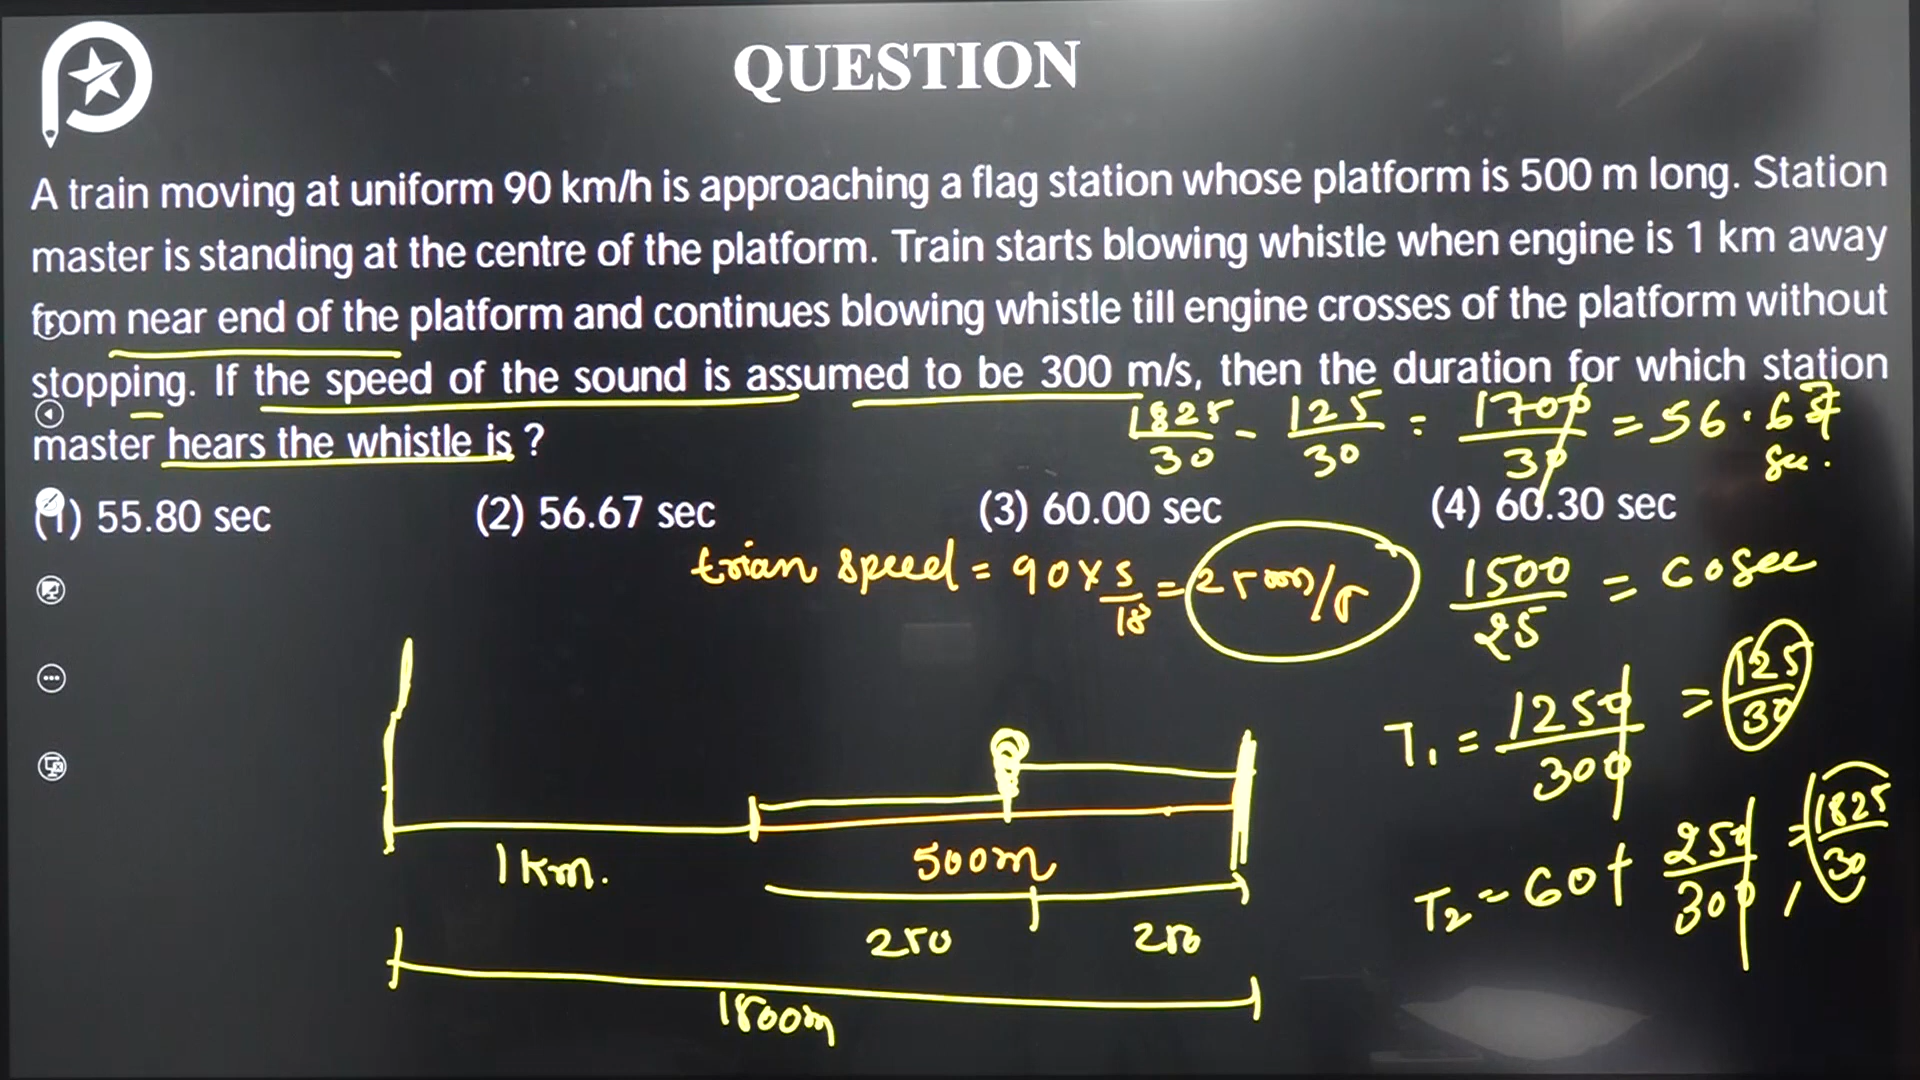 QUESTION
A train moving at uniform 90 km/h is approaching a flag station whose platform is 500 m long. Station
master is standing at the centre of the platform. Train starts blowing whistle when engine is 1 km away
from near end of the platform and continues blowing whistle till engine crosses of the platform without
stopping. If the speed of the sound is assumed to be 300 m/s, then the duration for which station
master hears the whistle is ?
1825/30 - 125/30 = 1700/30 = 56.67 sec.
(1) 55.80 sec (2) 56.67 sec (3) 60.00 sec (4) 60.30 sec
trian speed = 90 x 5/18 = 25 m/s
1500/25 = 60 sec
T1 = 1250/300 = 125/30
T2 = 60 + 250/300 = 1825/30
1 Km.
500m
250 250